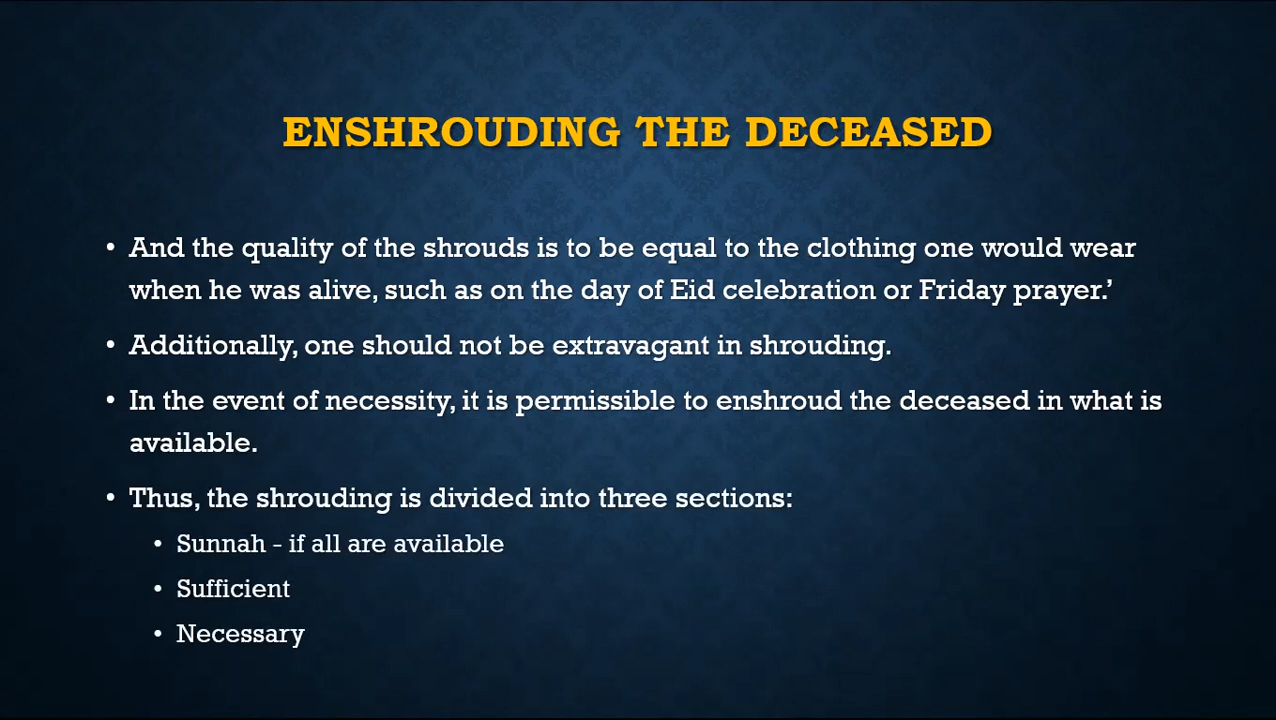 ENSHROUDING THE DECEASED
• And the quality of the shrouds is to be equal to the clothing one would wear
when he was alive, such as on the day of Eid celebration or Friday prayer.’
• Additionally, one should not be extravagant in shrouding.
• In the event of necessity, it is permissible to enshroud the deceased in what is
available.
• Thus, the shrouding is divided into three sections:
• Sunnah - if all are available
• Sufficient
• Necessary